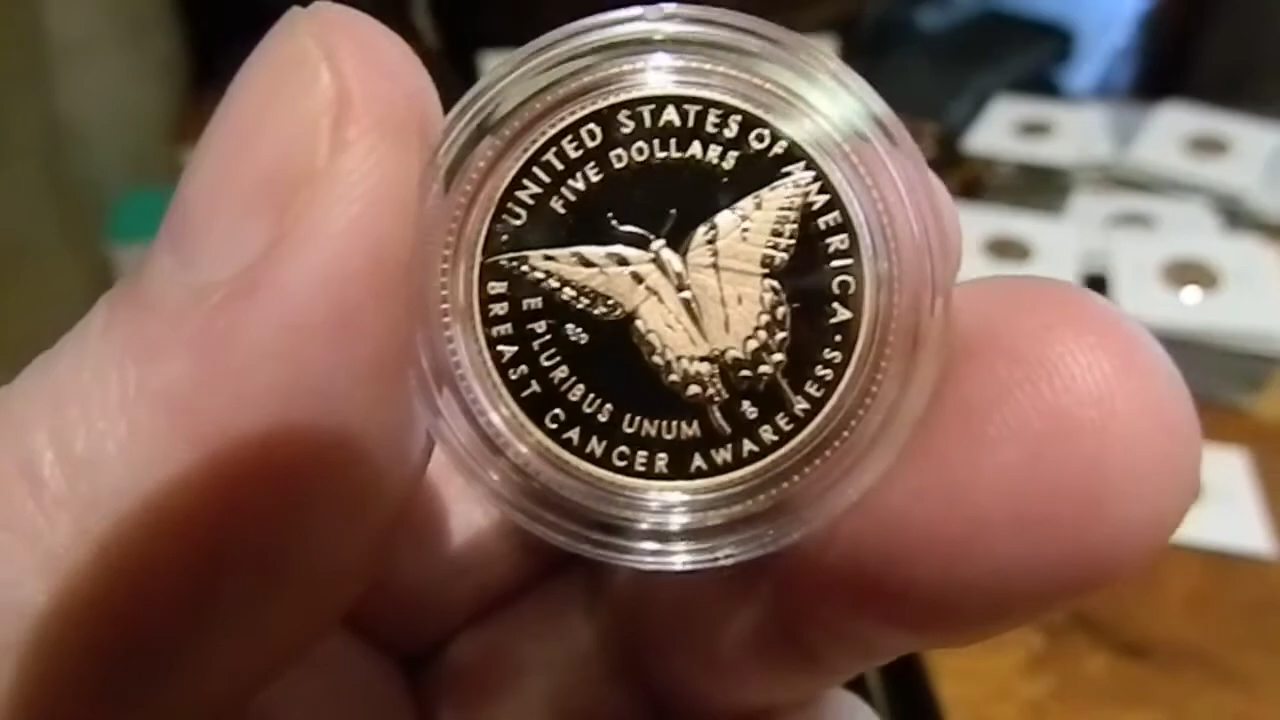 UNITED STATES OF AMERICA
FIVE DOLLARS
E PLURIBUS UNUM
BREAST CANCER AWARENESS